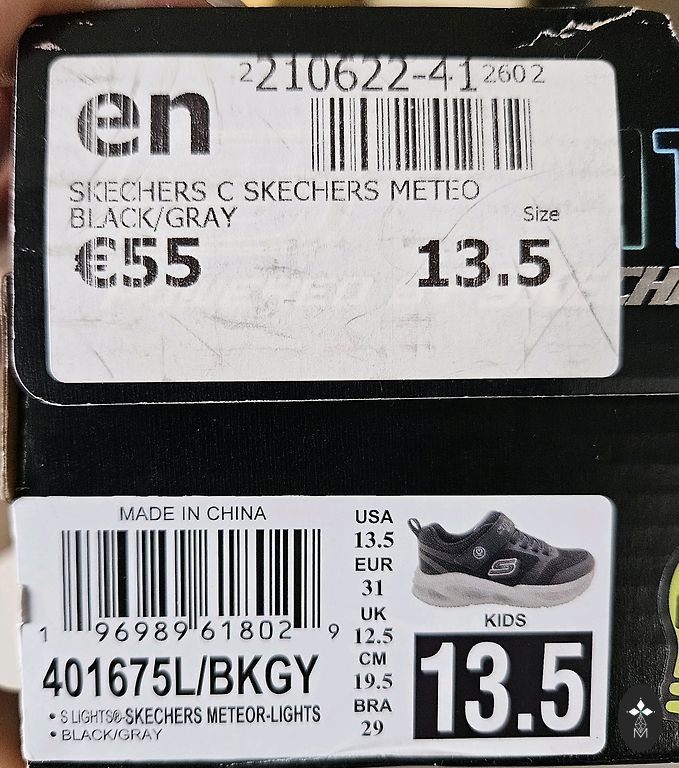 2210622-41 2602
en
SKECHERS C SKECHERS METEO
BLACK/GRAY
Size
€55 13.5
MADE IN CHINA
1 96989 61802 9
401675L/BKGY
• S LIGHTS®-SKECHERS METEOR-LIGHTS
• BLACK/GRAY
USA
13.5
EUR
31
UK
12.5
CM
19.5
BRA
29
KIDS
13.5
M